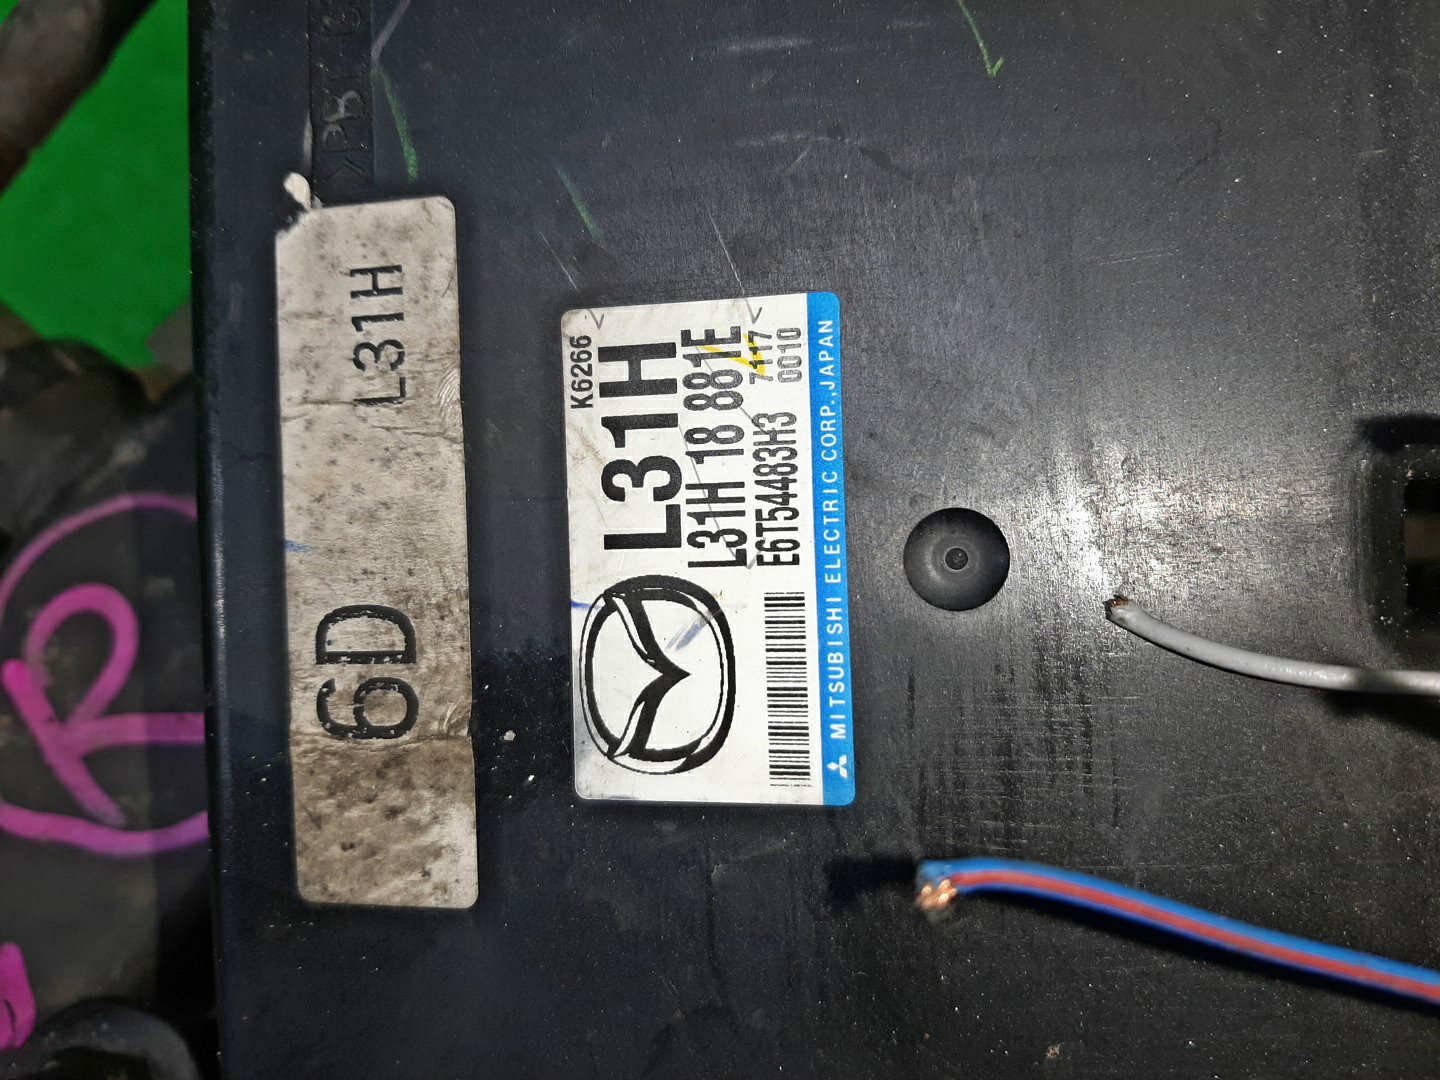 6D L31H
K6266
L31H
L31H 18 881E
E6T54483H3 7417
0010
MITSUBISHI ELECTRIC CORP., JAPAN
R